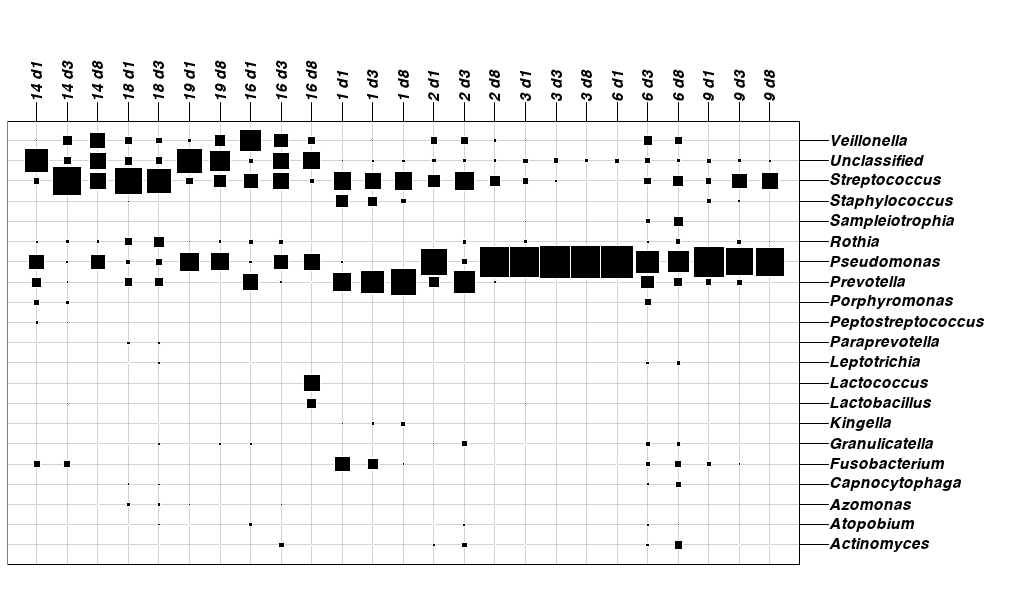 14 d1
14 d3
14 d8
18 d1
18 d3
19 d1
19 d8
16 d1
16 d3
16 d8
1 d1
1 d3
1 d8
2 d1
2 d3
2 d8
3 d1
3 d3
3 d8
6 d1
6 d3
6 d8
9 d1
9 d3
9 d8
Veillonella
Unclassified
Streptococcus
Staphylococcus
Sampleiotrophia
Rothia
Pseudomonas
Prevotella
Porphyromonas
Peptostreptococcus
Paraprevotella
Leptotrichia
Lactococcus
Lactobacillus
Kingella
Granulicatella
Fusobacterium
Capnocytophaga
Azomonas
Atopobium
Actinomyces